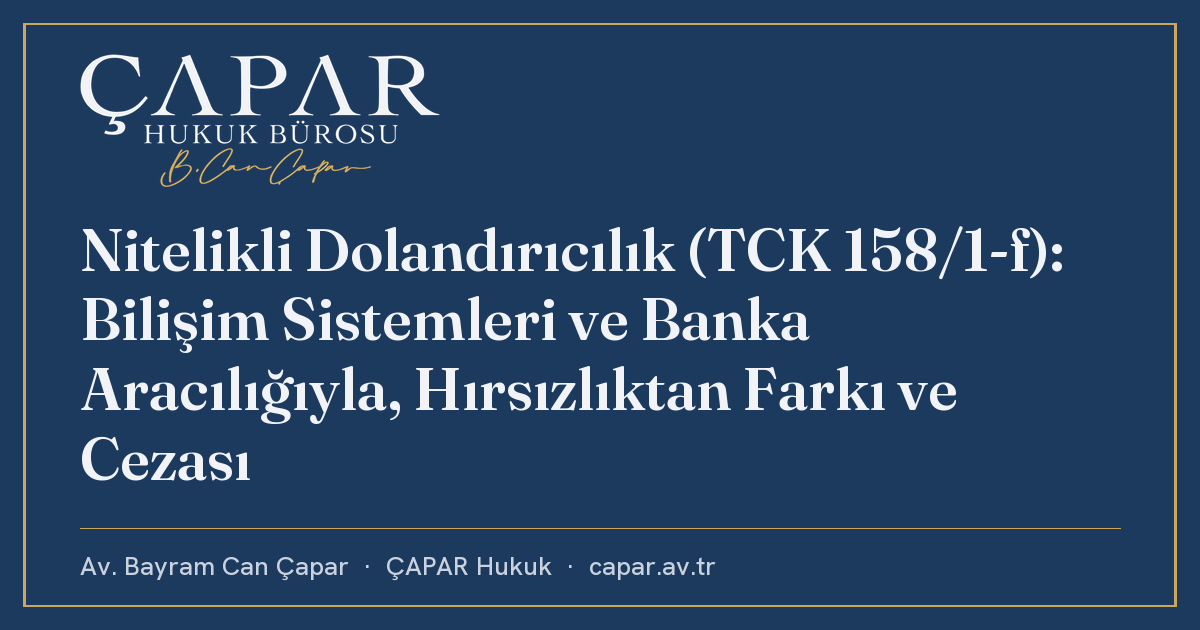 ÇAPAR
HUKUK BÜROSU
B.Can Çapar
Nitelikli Dolandırıcılık (TCK 158/1-f):
Bilişim Sistemleri ve Banka
Aracılığıyla, Hırsızlıktan Farkı ve
Cezası
Av. Bayram Can Çapar · ÇAPAR Hukuk · capar.av.tr